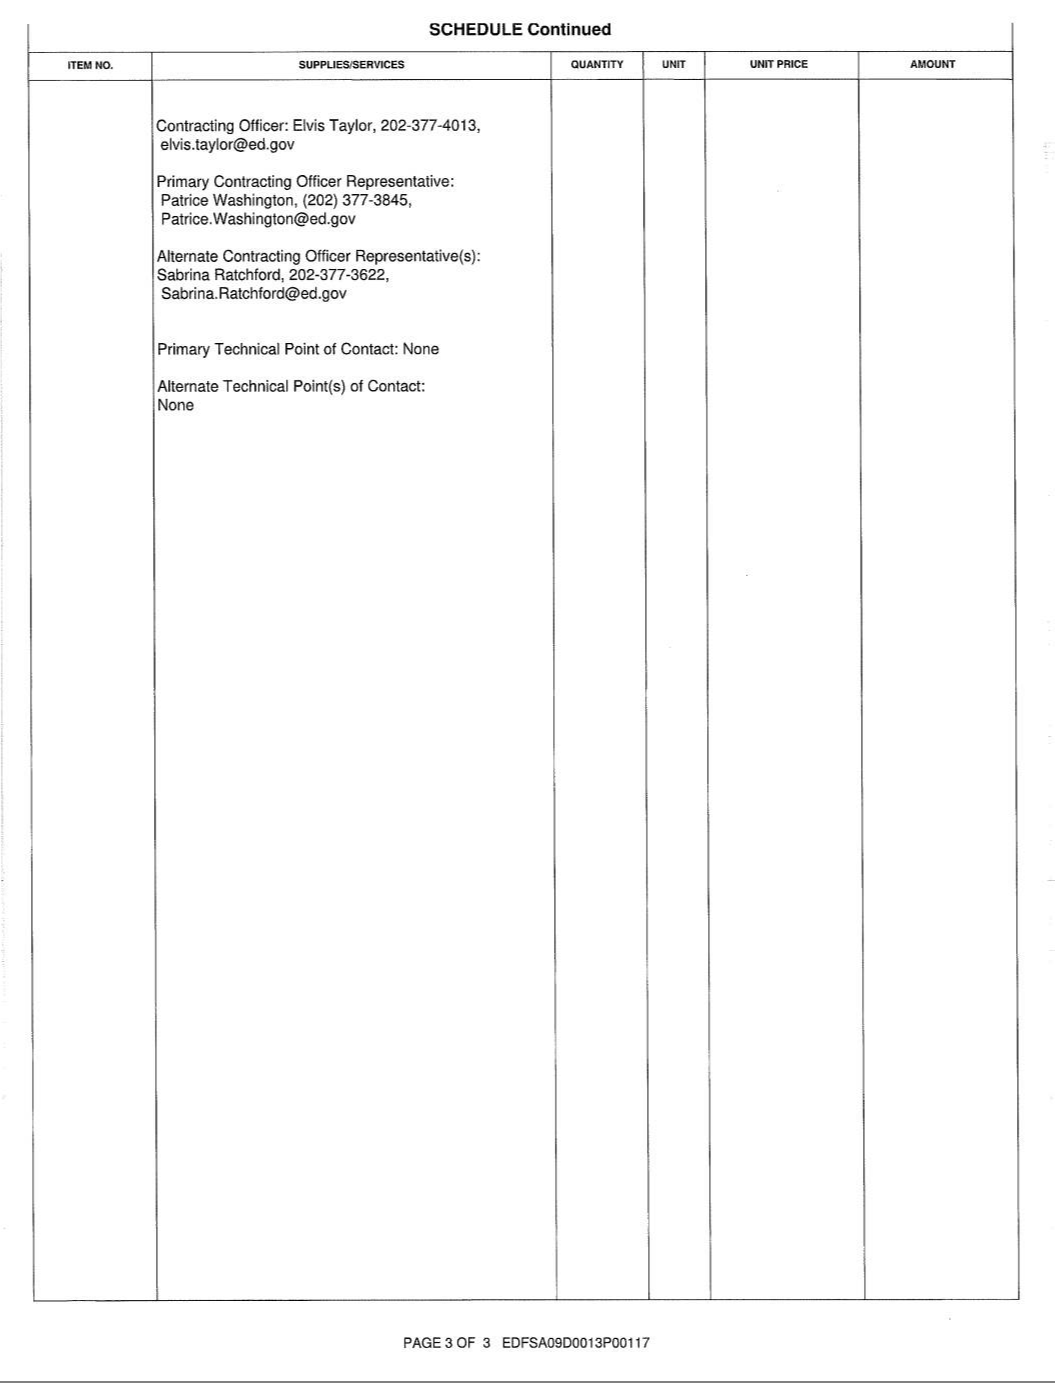 SCHEDULE Continued
ITEM NO. SUPPLIES/SERVICES QUANTITY UNIT UNIT PRICE AMOUNT
Contracting Officer: Elvis Taylor, 202-377-4013,
elvis.taylor@ed.gov
Primary Contracting Officer Representative:
Patrice Washington, (202) 377-3845,
Patrice.Washington@ed.gov
Alternate Contracting Officer Representative(s):
Sabrina Ratchford, 202-377-3622,
Sabrina.Ratchford@ed.gov
Primary Technical Point of Contact: None
Alternate Technical Point(s) of Contact:
None
PAGE 3 OF 3 EDFSA09D0013P00117